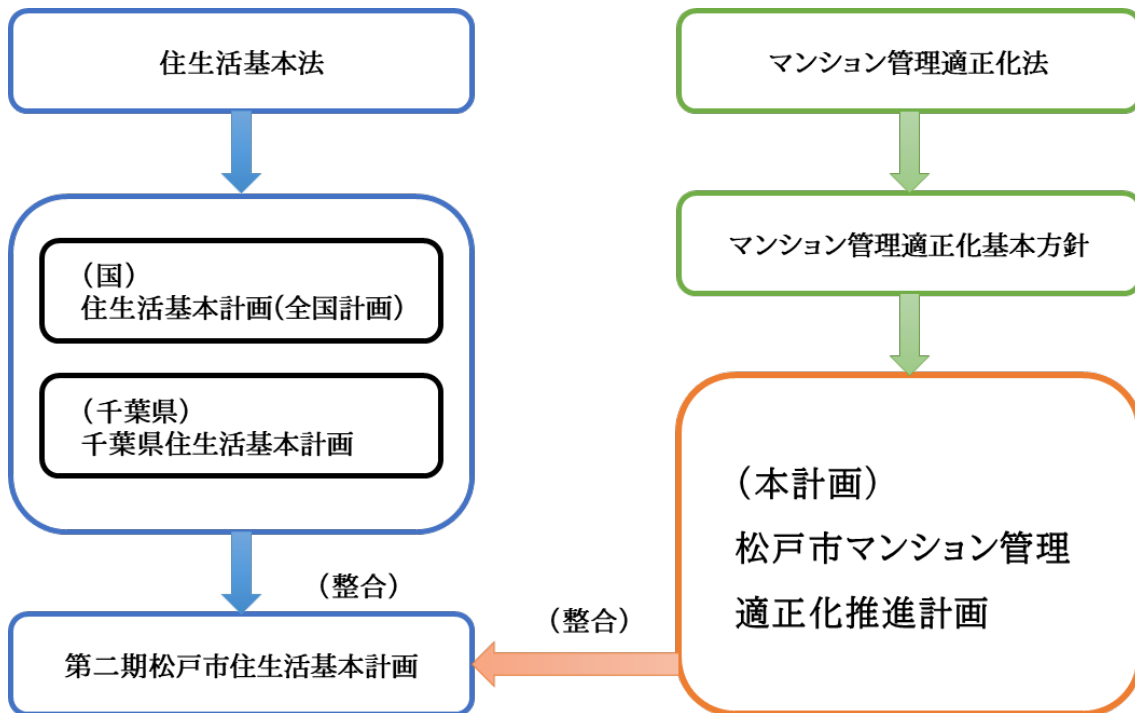 住生活基本法
マンション管理適正化法
マンション管理適正化基本方針
（国）
住生活基本計画(全国計画)
（千葉県）
千葉県住生活基本計画
（本計画）
松戸市マンション管理
適正化推進計画
（整合）
（整合）
第二期松戸市住生活基本計画